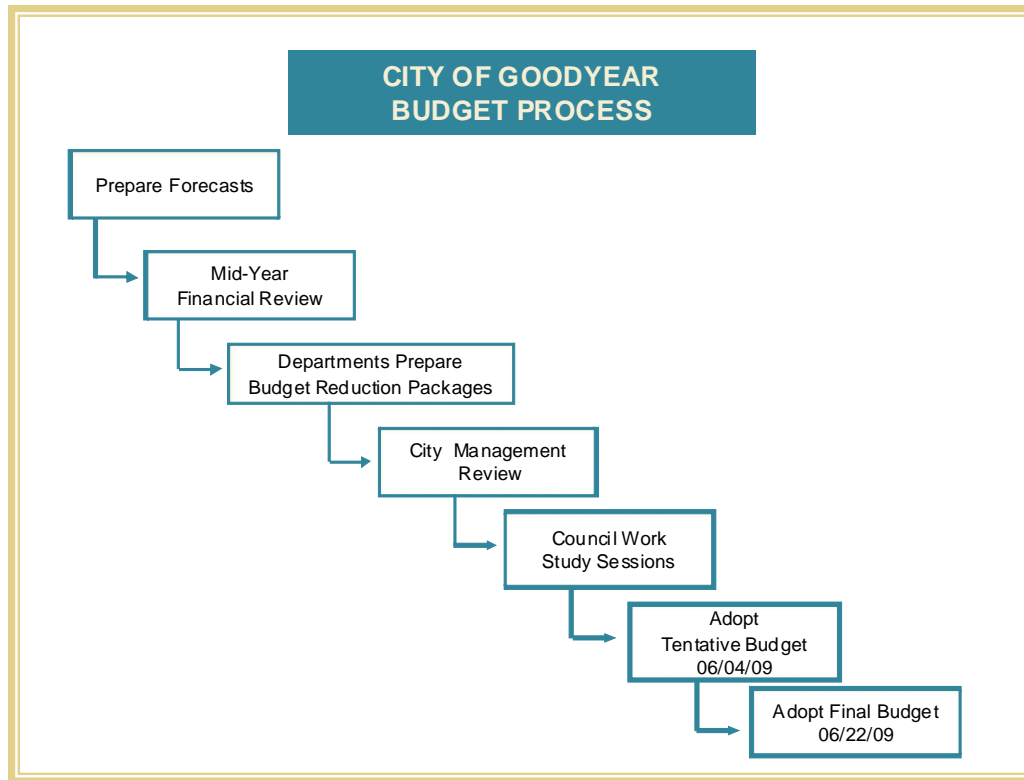 CITY OF GOODYEAR
BUDGET PROCESS
Prepare Forecasts
Mid-Year
Financial Review
Departments Prepare
Budget Reduction Packages
City Management
Review
Council Work
Study Sessions
Adopt
Tentative Budget
06/04/09
Adopt Final Budget
06/22/09